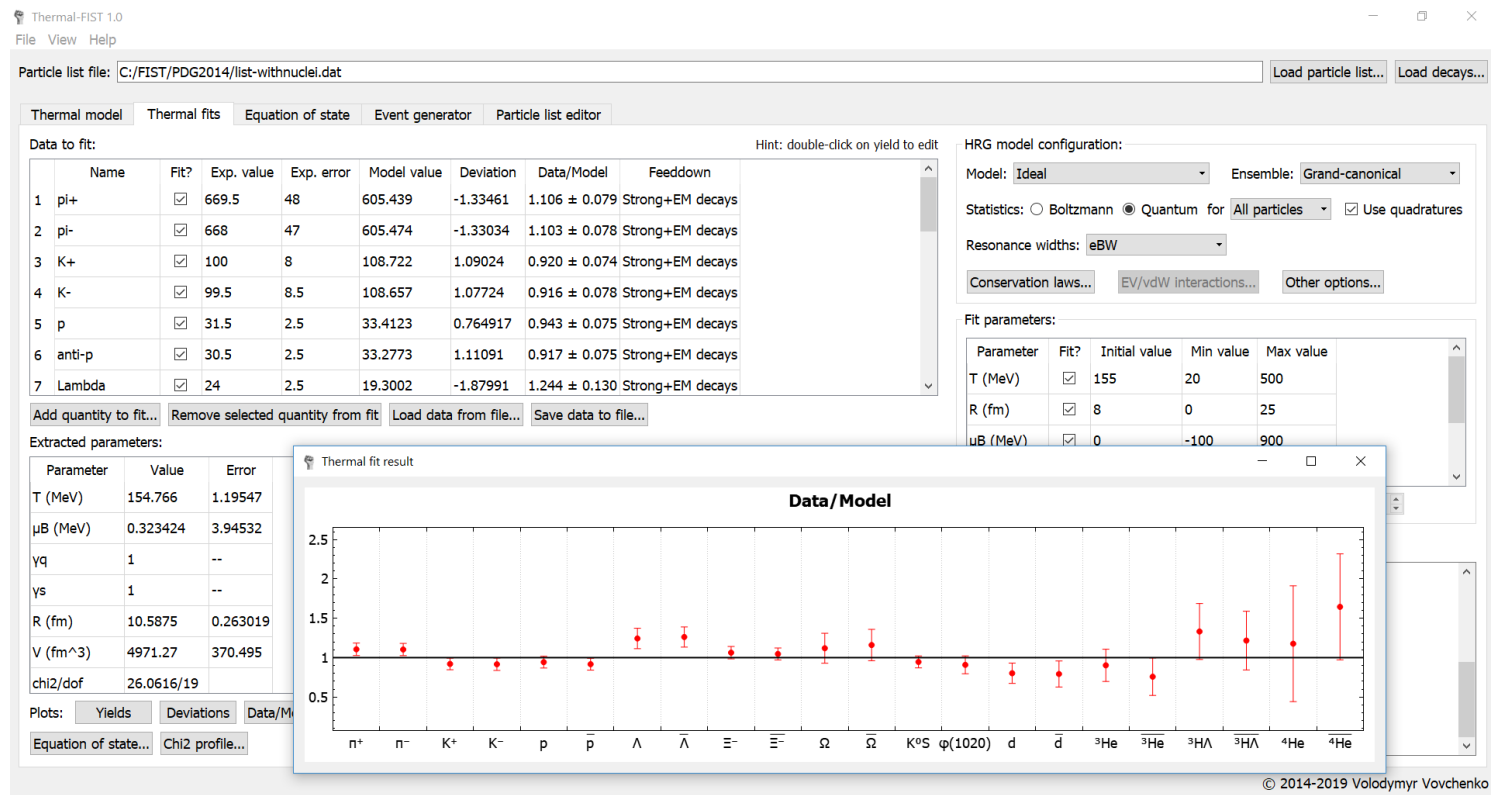 Thermal-FIST 1.0
File View Help
Particle list file: C:/FIST/PDG2014/list-withnuclei.dat Load particle list... Load decays...
Thermal model Thermal fits Equation of state Event generator Particle list editor
Data to fit: Hint: double-click on yield to edit
Name Fit? Exp. value Exp. error Model value Deviation Data/Model Feeddown
1 pi+ 669.5 48 605.439 -1.33461 1.106 ± 0.079 Strong+EM decays
2 pi- 668 47 605.474 -1.33034 1.103 ± 0.078 Strong+EM decays
3 K+ 100 8 108.722 1.09024 0.920 ± 0.074 Strong+EM decays
4 K- 99.5 8.5 108.657 1.07724 0.916 ± 0.078 Strong+EM decays
5 p 31.5 2.5 33.4123 0.764917 0.943 ± 0.075 Strong+EM decays
6 anti-p 30.5 2.5 33.2773 1.11091 0.917 ± 0.075 Strong+EM decays
7 Lambda 24 2.5 19.3002 -1.87991 1.244 ± 0.130 Strong+EM decays
Add quantity to fit... Remove selected quantity from fit Load data from file... Save data to file...
HRG model configuration:
Model: Ideal Ensemble: Grand-canonical
Statistics: Boltzmann Quantum for All particles Use quadratures
Resonance widths: eBW
Conservation laws... EV/vdW interactions... Other options...
Fit parameters:
Parameter Fit? Initial value Min value Max value
T (MeV) 155 20 500
R (fm) 8 0 25
μB (MeV) 0 -100 900
Extracted parameters:
Parameter Value Error
T (MeV) 154.766 1.19547
μB (MeV) 0.323424 3.94532
γq 1 --
γs 1 --
R (fm) 10.5875 0.263019
V (fm^3) 4971.27 370.495
chi2/dof 26.0616/19
Plots: Yields Deviations Data/Mo
Equation of state... Chi2 profile...
Thermal fit result
Data/Model
2.5
2
1.5
1
0.5
π⁺ π⁻ K⁺ K⁻ p p̅ Λ Λ̅ Ξ⁻ Ξ̅⁻̅ Ω Ω̅ K⁰S φ(1020) d d̅ ³He ³̅H̅e̅ ³HΛ ³̅H̅Λ̅ ⁴He ⁴̅H̅e̅
© 2014-2019 Volodymyr Vovchenko